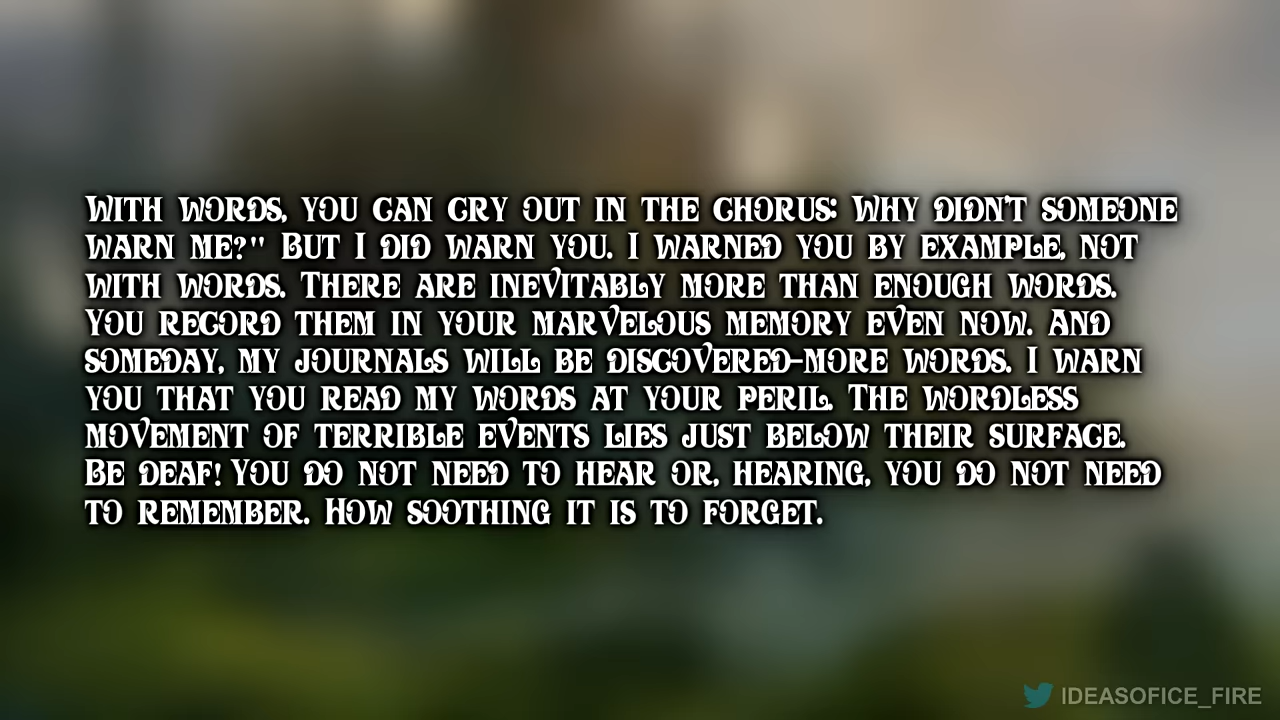 With words, you can cry out in the chorus: Why didn't someone
warn me?" But I did warn you. I warned you by example, not
with words. There are inevitably more than enough words.
You record them in your marvelous memory even now. And
someday, my journals will be discovered-more words. I warn
you that you read my words at your peril. The wordless
movement of terrible events lies just below their surface.
Be deaf! You do not need to hear or, hearing, you do not need
to remember. How soothing it is to forget.
IDEASOFICE_FIRE